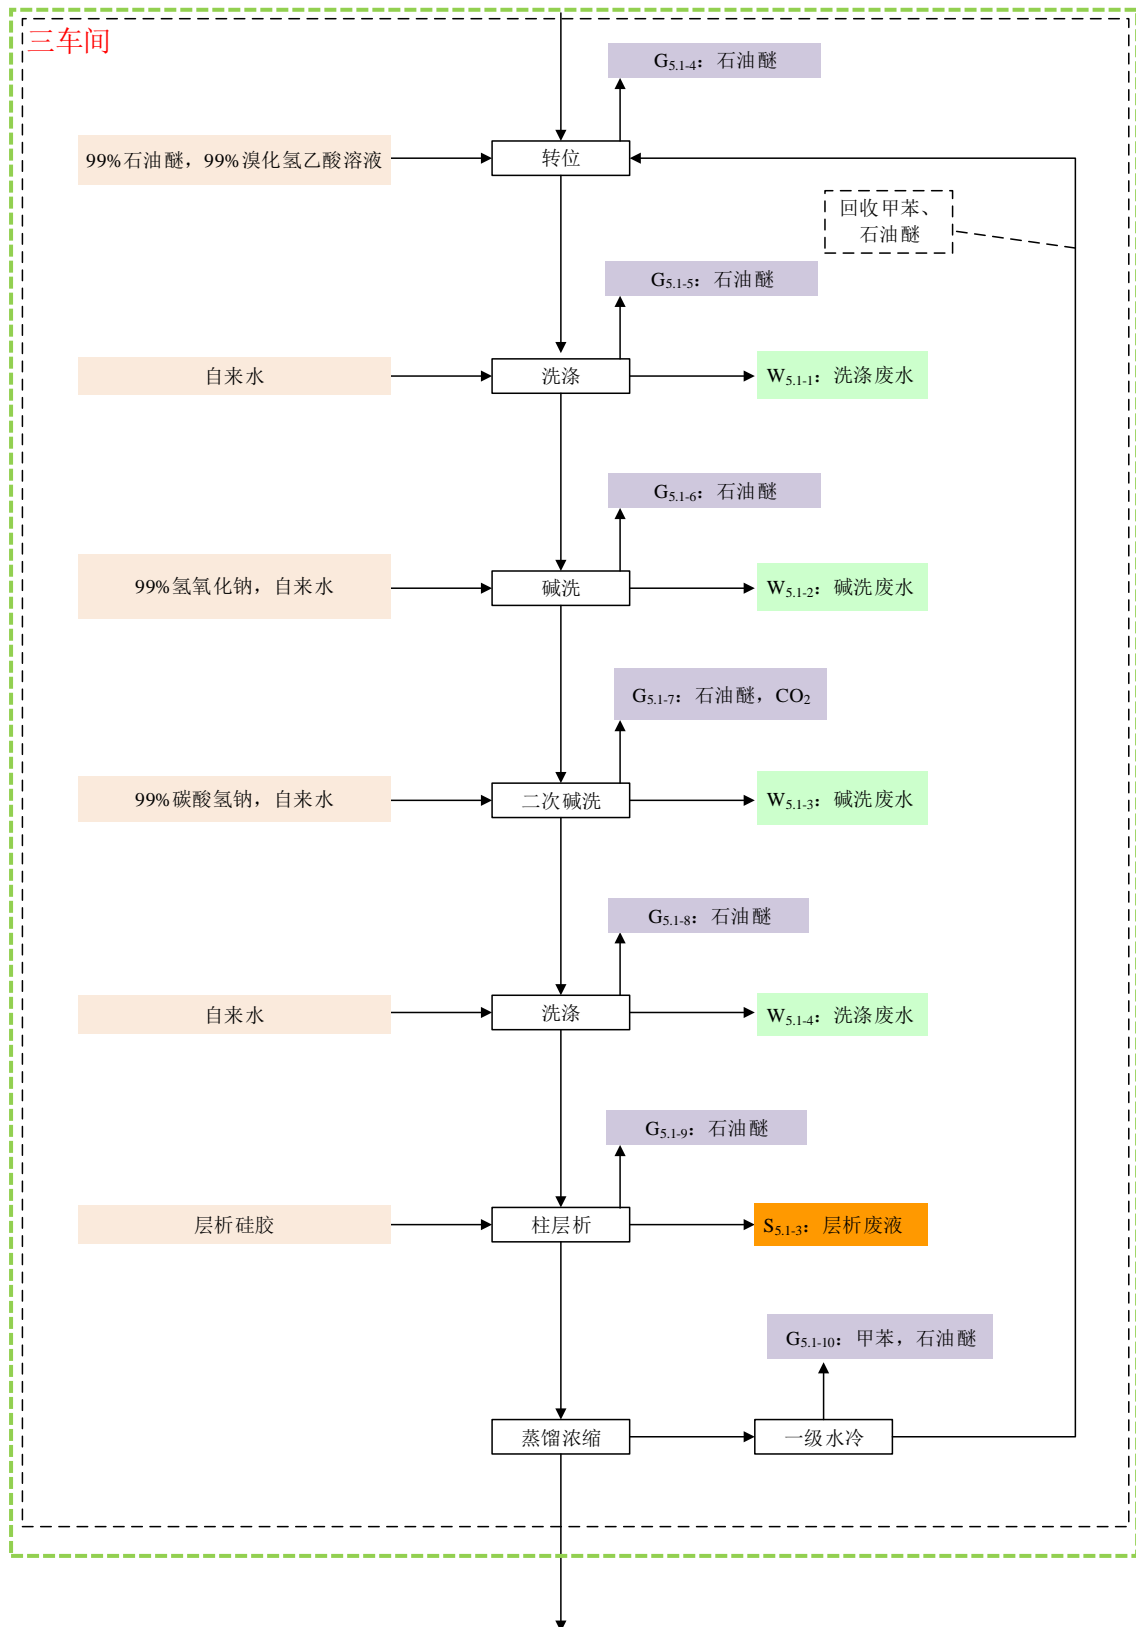 三车间
G5.1-4：石油醚
99%石油醚，99%溴化氢乙酸溶液
转位
回收甲苯、
石油醚
G5.1-5：石油醚
自来水
洗涤
W5.1-1：洗涤废水
G5.1-6：石油醚
99%氢氧化钠，自来水
碱洗
W5.1-2：碱洗废水
G5.1-7：石油醚，CO2
99%碳酸氢钠，自来水
二次碱洗
W5.1-3：碱洗废水
G5.1-8：石油醚
自来水
洗涤
W5.1-4：洗涤废水
G5.1-9：石油醚
层析硅胶
柱层析
S5.1-3：层析废液
G5.1-10：甲苯，石油醚
蒸馏浓缩
一级水冷